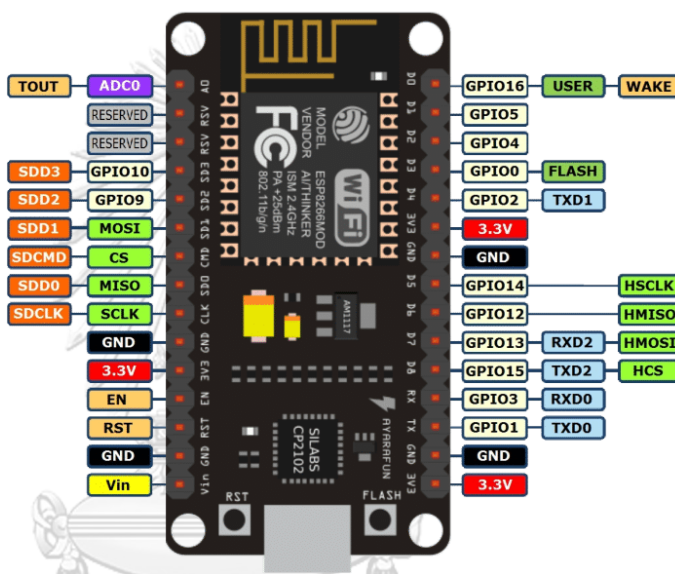 TOUT ADC0 A0 D0 GPIO16 USER WAKE
RESERVED RSV D1 GPIO5
RESERVED RSV D2 GPIO4
SDD3 GPIO10 SD3 D3 GPIO0 FLASH
SDD2 GPIO9 SD2 D4 GPIO2 TXD1
SDD1 MOSI SD1 3V3 3.3V
SDCMD CS CMD GND GND
SDD0 MISO SD0 D5 GPIO14 HSCLK
SDCLK SCLK CLK D6 GPIO12 HMISO
GND GND D7 GPIO13 RXD2 HMOSI
3.3V 3V3 D8 GPIO15 TXD2 HCS
EN EN RX GPIO3 RXD0
RST RST TX GPIO1 TXD0
GND GND GND GND
Vin Vin 3V3 3.3V
MODEL ESP8266MOD
VENDOR AI/THINKER
ISM 2.4GHz
PA +25dBm
802.11b/g/n
FC
Wi Fi
AM1117
SILABS
CP2102
AYARAFUN
RST
FLASH